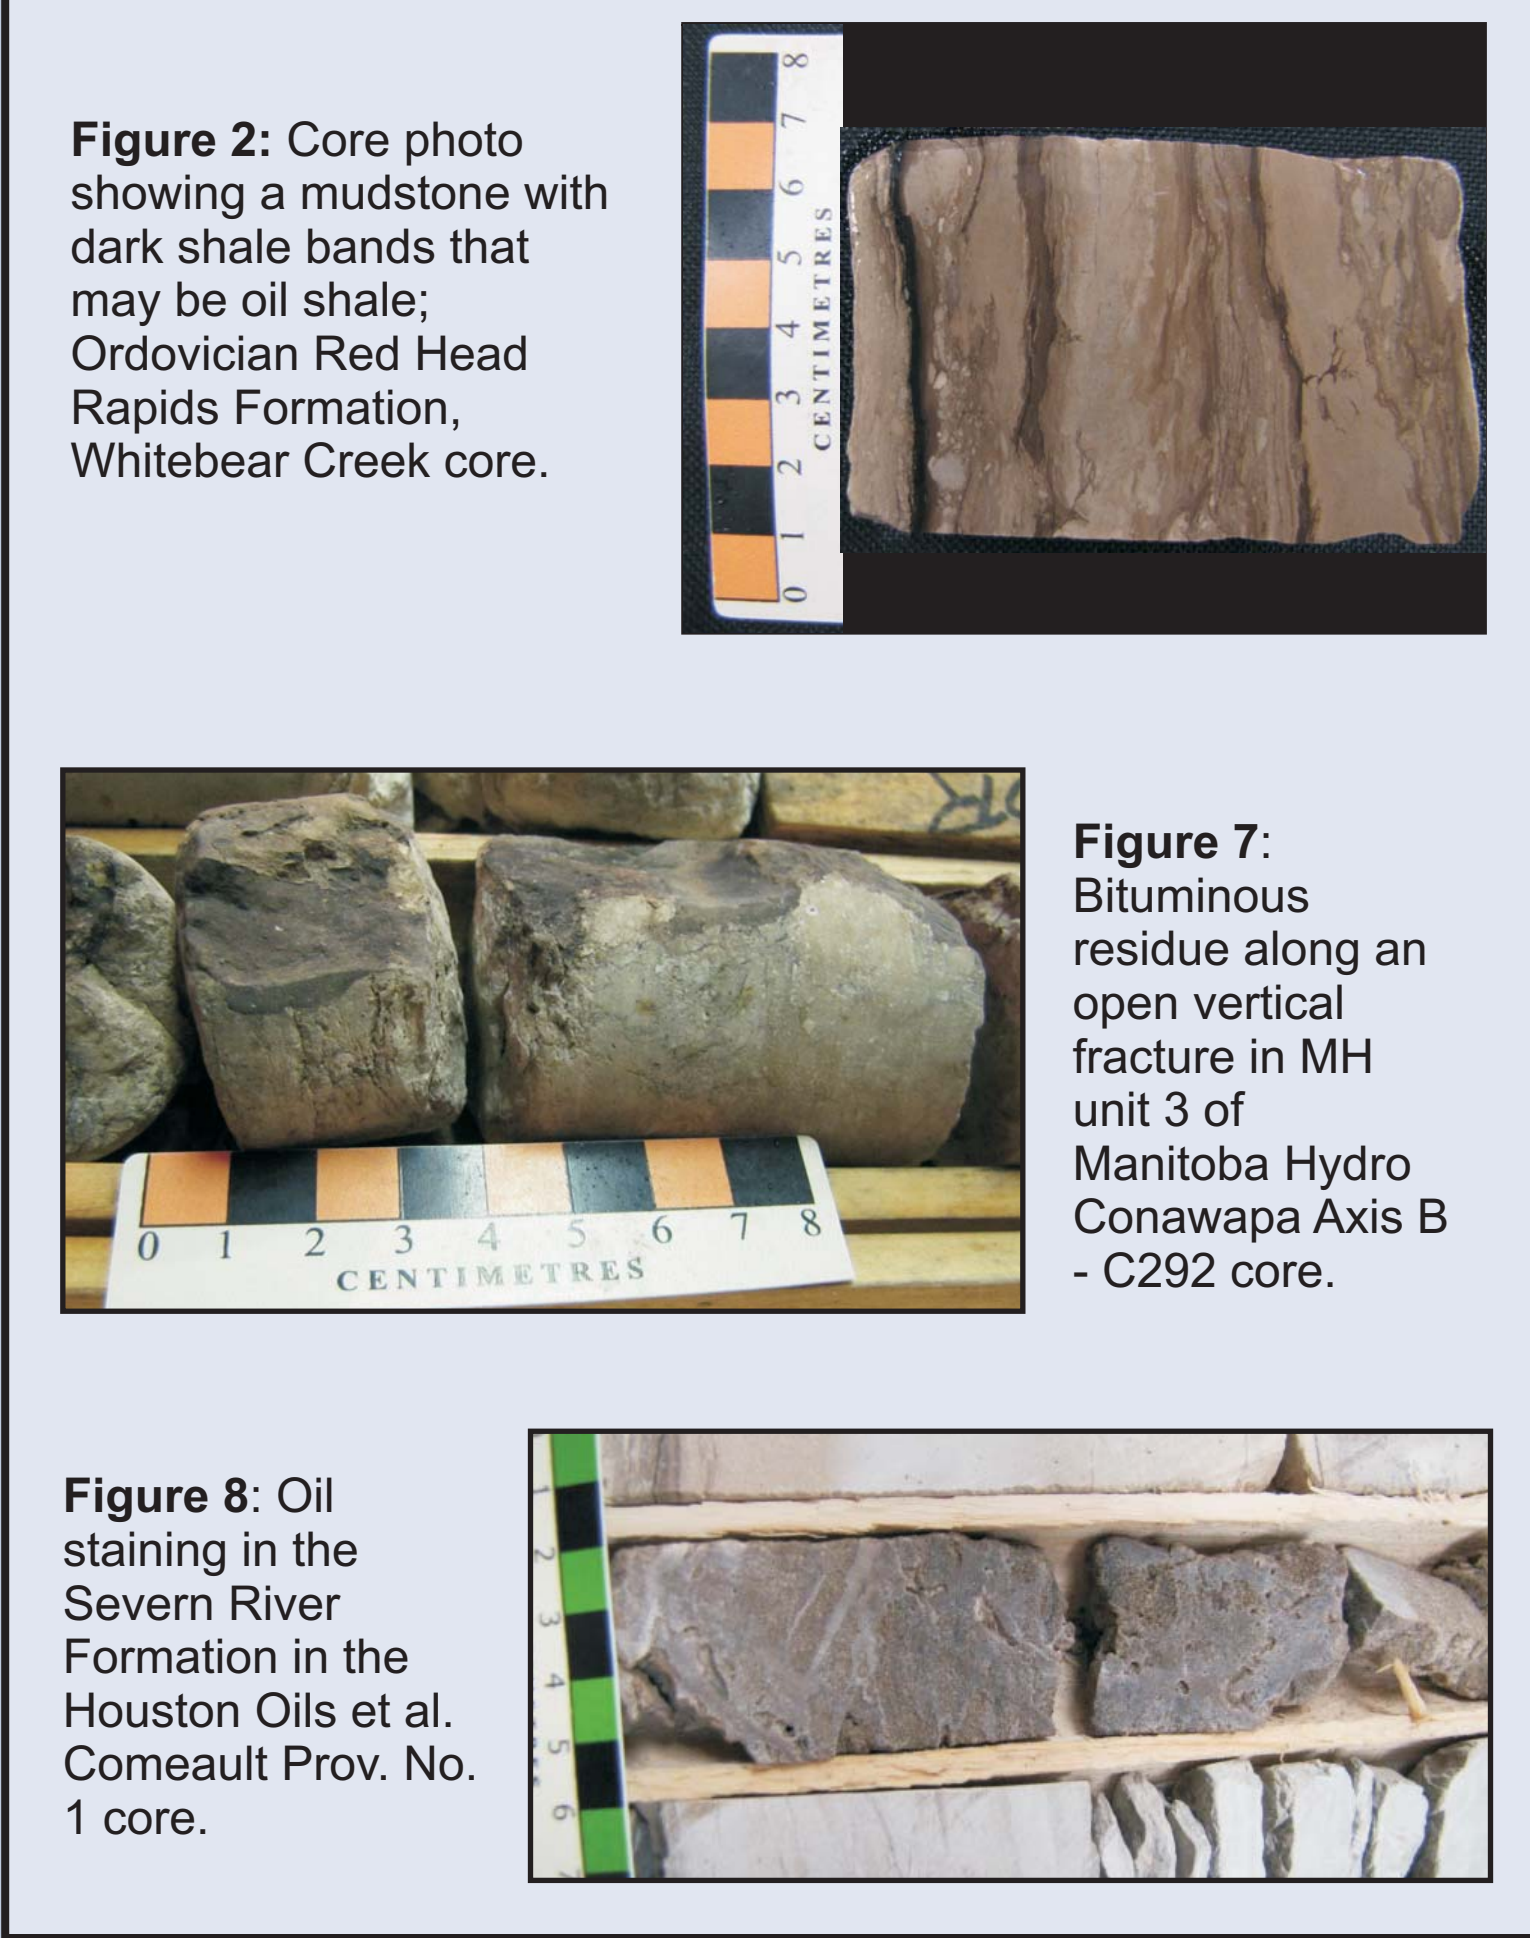 Figure 2: Core photo
showing a mudstone with
dark shale bands that
may be oil shale;
Ordovician Red Head
Rapids Formation,
Whitebear Creek core.
0 1 2 3 4 5 6 7 8
CENTIMETRES
0 1 2 3 4 5 6 7 8
CENTIMETRES
Figure 7:
Bituminous
residue along an
open vertical
fracture in MH
unit 3 of
Manitoba Hydro
Conawapa Axis B
- C292 core.
Figure 8: Oil
staining in the
Severn River
Formation in the
Houston Oils et al.
Comeault Prov. No.
1 core.
1
2
3
4
5
6